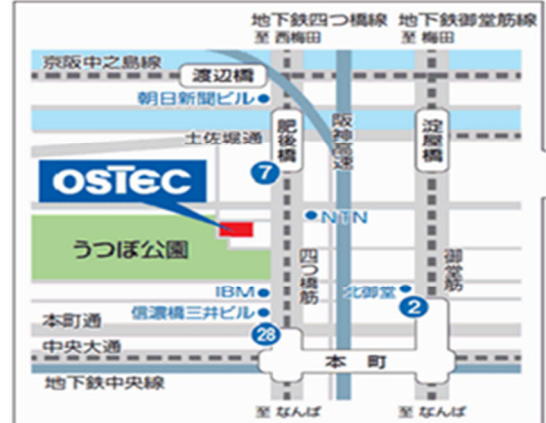 地下鉄四つ橋線
至 西梅田
地下鉄御堂筋線
至 梅田
京阪中之島線
渡辺橋
朝日新聞ビル
土佐堀通
肥後橋
阪神高速
淀屋橋
7
OSTEC
NTN
うつぼ公園
四つ橋筋
御堂筋
IBM
北御堂
2
信濃橋三井ビル
本町通
28
中央大通
本町
地下鉄中央線
至 なんば
至 なんば